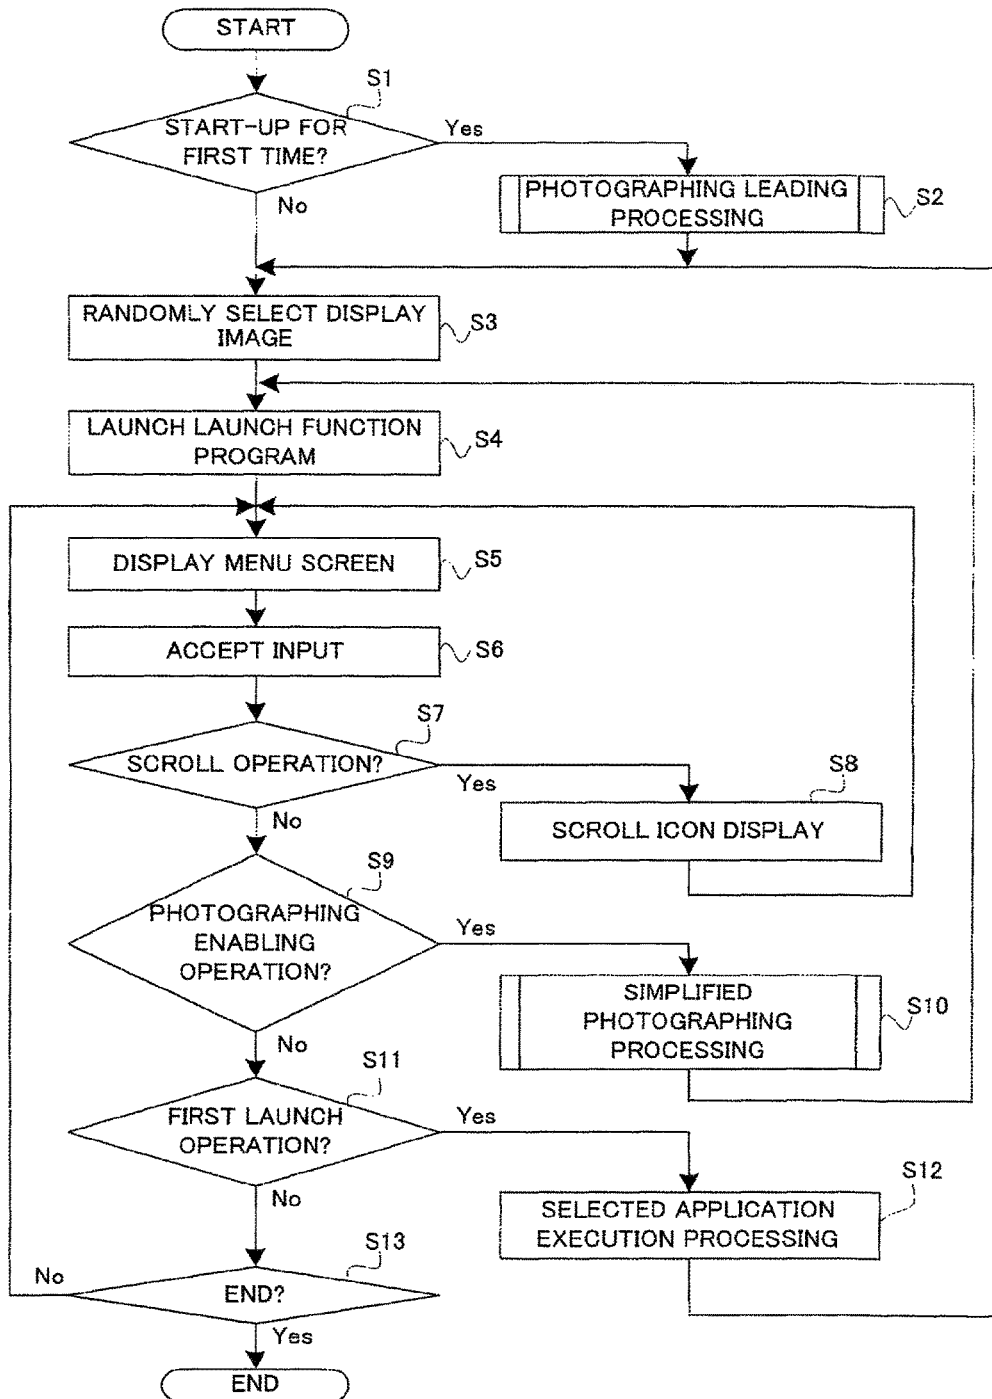 START
S1
START-UP FOR
FIRST TIME?
Yes
No
PHOTOGRAPHING LEADING
PROCESSING
S2
RANDOMLY SELECT DISPLAY
IMAGE
S3
LAUNCH LAUNCH FUNCTION
PROGRAM
S4
DISPLAY MENU SCREEN
S5
ACCEPT INPUT
S6
S7
SCROLL OPERATION?
Yes
No
S8
SCROLL ICON DISPLAY
S9
PHOTOGRAPHING
ENABLING
OPERATION?
Yes
No
SIMPLIFIED
PHOTOGRAPHING
PROCESSING
S10
S11
FIRST LAUNCH
OPERATION?
Yes
No
S12
SELECTED APPLICATION
EXECUTION PROCESSING
S13
No
END?
Yes
END